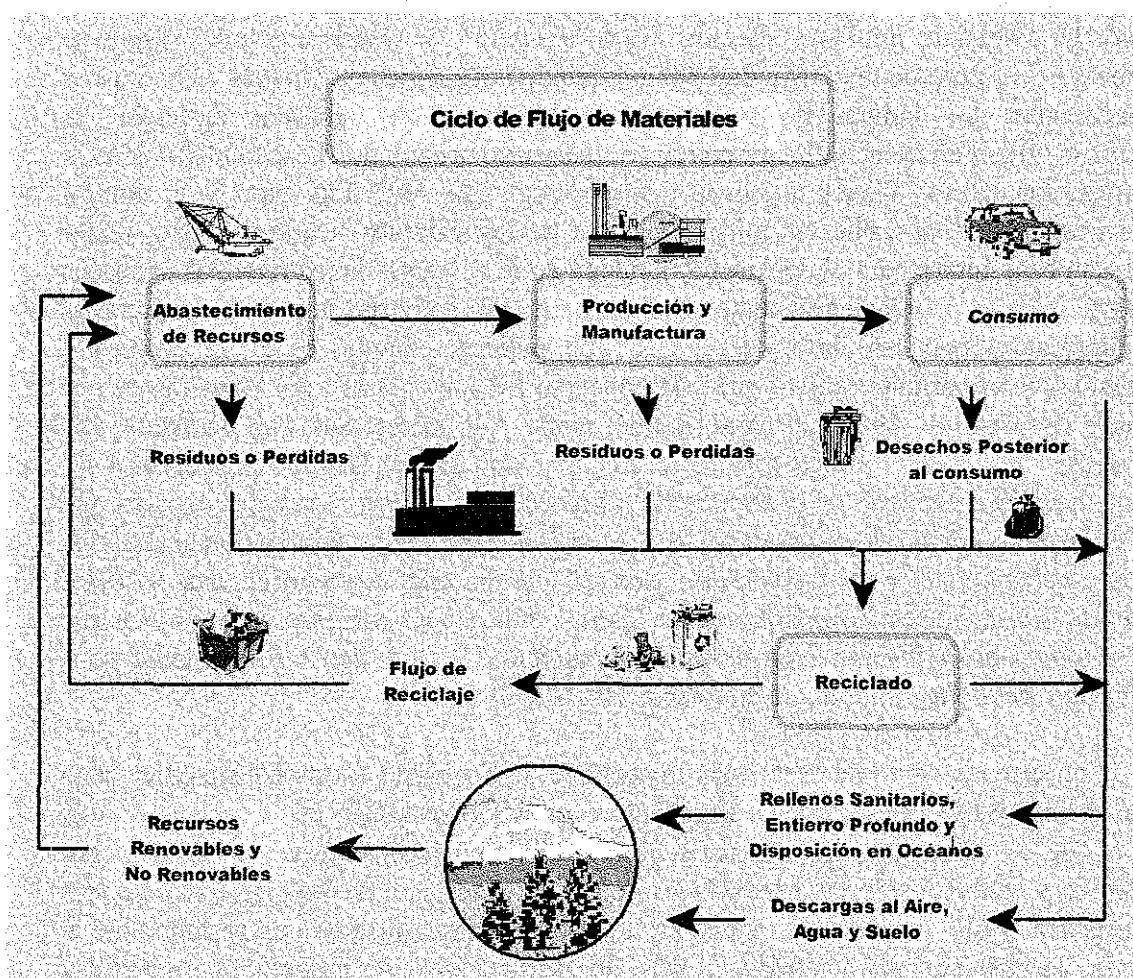 Ciclo de Flujo de Materiales
Abastecimiento
de Recursos
Producción y
Manufactura
Consumo
Residuos o Perdidas
Residuos o Perdidas
Desechos Posterior
al consumo
Flujo de
Reciclaje
Reciclado
Recursos
Renovables y
No Renovables
Rellenos Sanitarios,
Entierro Profundo y
Disposición en Océanos
Descargas al Aire,
Agua y Suelo